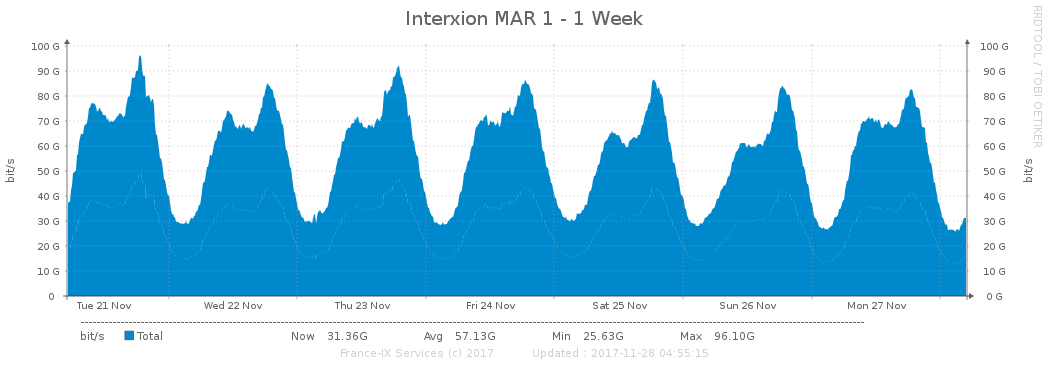 Interxion MAR 1 - 1 Week
RRDTOOL / TOBI OETIKER
100 G 100 G
90 G 90 G
80 G 80 G
70 G 70 G
60 G 60 G
50 G 50 G
40 G 40 G
30 G 30 G
20 G 20 G
10 G 10 G
0 0 G
bit/s bit/s
Tue 21 Nov Wed 22 Nov Thu 23 Nov Fri 24 Nov Sat 25 Nov Sun 26 Nov Mon 27 Nov
bit/s Total Now 31.36G Avg 57.13G Min 25.63G Max 96.10G
France-IX Services (c) 2017 Updated : 2017-11-28 04:55:15